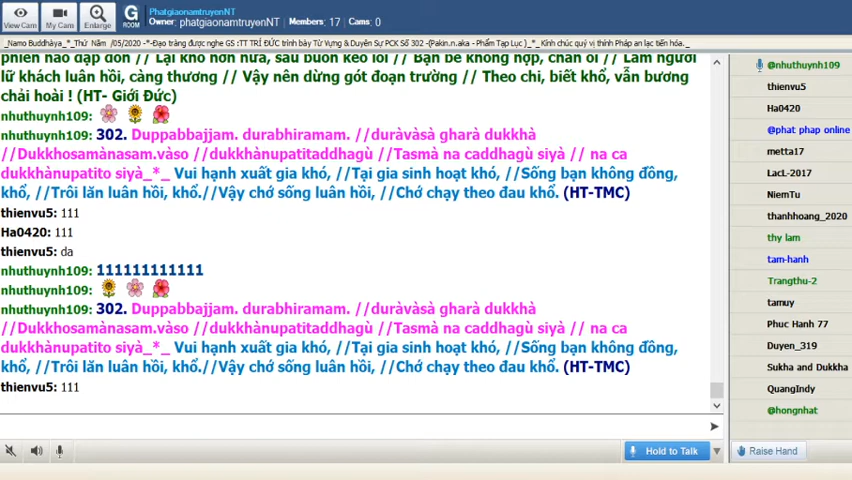 View Cam
My Cam
Enlarge
G
ROOM
PhatgiaonamtruyenNT
Owner: phatgiaonamtruyenNT Members: 17 Cams: 0
_Namo Buddhàya_*_Thứ Năm /05/2020 -*-Đạo tràng được nghe GS :TT TRÍ ĐỨC trình bày Từ Vựng &Duyên Sự PCK Số 302 -(Pakin.n.aka - Phẩm Tạp Lục )_*_ Kính chúc quý vị thính Pháp an lạc tiến hóa._
phiền não dập dồn // Lại khổ hơn nữa, sầu buồn kéo lôi // Bạn bè không hợp, chán ôi // Làm người
lữ khách luân hồi, càng thương // Vậy nên dừng gót đoạn trường // Theo chi, biết khổ, vẫn bương
chải hoài ! (HT- Giới Đức)
nhuthuynh109:
nhuthuynh109: 302. Duppabbajjam. durabhiramam. //duràvàsà gharà dukkhà
//Dukkhosamànasam.vàso //dukkhànupatitaddhagù //Tasmà na caddhagù siyà // na ca
dukkhànupatito siyà_*_ Vui hạnh xuất gia khó, //Tại gia sinh hoạt khó, //Sống bạn không đồng,
khổ, //Trôi lăn luân hồi, khổ.//Vậy chớ sống luân hồi, //Chớ chạy theo đau khổ. (HT-TMC)
thienvu5: 111
Ha0420: 111
thienvu5: da
nhuthuynh109: 111111111111
nhuthuynh109:
nhuthuynh109: 302. Duppabbajjam. durabhiramam. //duràvàsà gharà dukkhà
//Dukkhosamànasam.vàso //dukkhànupatitaddhagù //Tasmà na caddhagù siyà // na ca
dukkhànupatito siyà_*_ Vui hạnh xuất gia khó, //Tại gia sinh hoạt khó, //Sống bạn không đồng,
khổ, //Trôi lăn luân hồi, khổ.//Vậy chớ sống luân hồi, //Chớ chạy theo đau khổ. (HT-TMC)
thienvu5: 111
@nhuthuynh109
thienvu5
Ha0420
@phat phap online
metta17
LacL-2017
NiemTu
thanhhoang_2020
thy lam
tam-hanh
Trangthu-2
tamuy
Phuc Hanh 77
Duyen_319
Sukha and Dukkha
QuangIndy
@hongnhat
Hold to Talk
Raise Hand